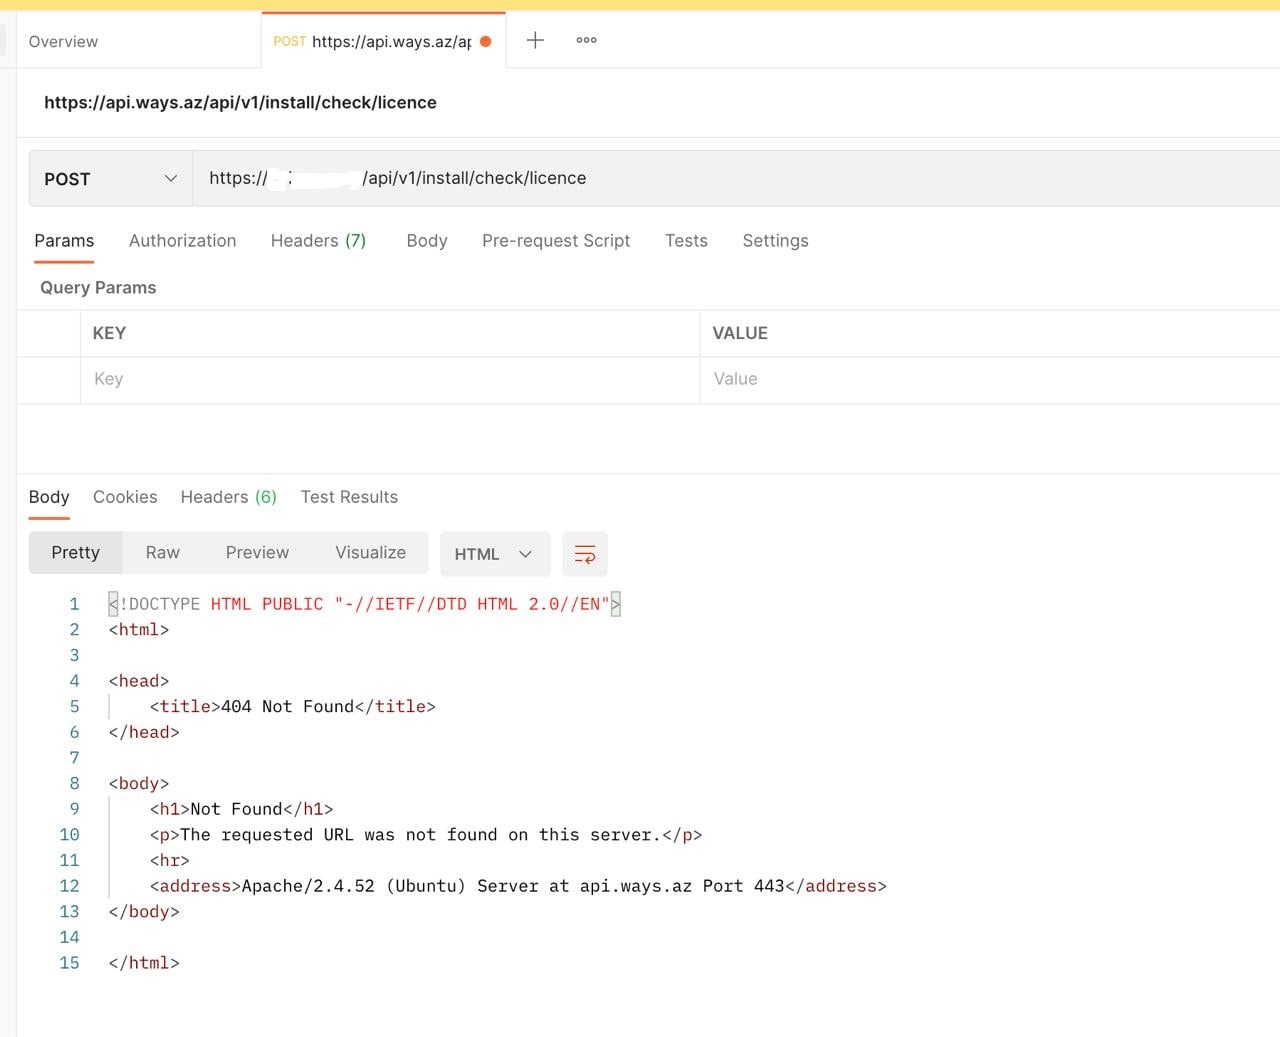 Overview
POST https://api.ways.az/ap
https://api.ways.az/api/v1/install/check/licence
POST https:// /api/v1/install/check/licence
Params Authorization Headers (7) Body Pre-request Script Tests Settings
Query Params
KEY VALUE
Key Value
Body Cookies Headers (6) Test Results
Pretty Raw Preview Visualize HTML
1 <!DOCTYPE HTML PUBLIC "-//IETF//DTD HTML 2.0//EN">
2 <html>
3
4 <head>
5 <title>404 Not Found</title>
6 </head>
7
8 <body>
9 <h1>Not Found</h1>
10 <p>The requested URL was not found on this server.</p>
11 <hr>
12 <address>Apache/2.4.52 (Ubuntu) Server at api.ways.az Port 443</address>
13 </body>
14
15 </html>